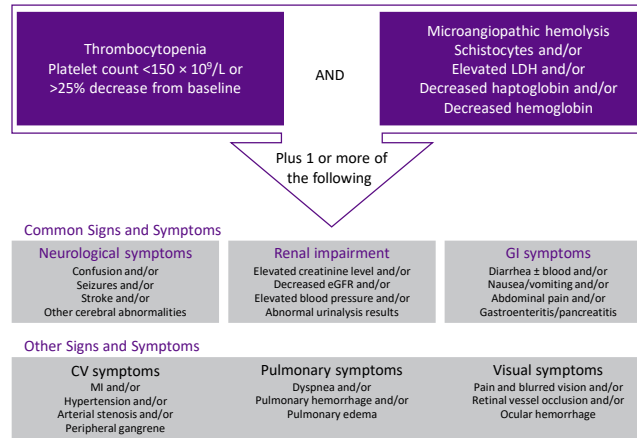 Thrombocytopenia
Platelet count <150 × 10⁹/L or
>25% decrease from baseline
AND
Microangiopathic hemolysis
Schistocytes and/or
Elevated LDH and/or
Decreased haptoglobin and/or
Decreased hemoglobin
Plus 1 or more of
the following
Common Signs and Symptoms
Neurological symptoms
Confusion and/or
Seizures and/or
Stroke and/or
Other cerebral abnormalities
Renal impairment
Elevated creatinine level and/or
Decreased eGFR and/or
Elevated blood pressure and/or
Abnormal urinalysis results
GI symptoms
Diarrhea ± blood and/or
Nausea/vomiting and/or
Abdominal pain and/or
Gastroenteritis/pancreatitis
Other Signs and Symptoms
CV symptoms
MI and/or
Hypertension and/or
Arterial stenosis and/or
Peripheral gangrene
Pulmonary symptoms
Dyspnea and/or
Pulmonary hemorrhage and/or
Pulmonary edema
Visual symptoms
Pain and blurred vision and/or
Retinal vessel occlusion and/or
Ocular hemorrhage